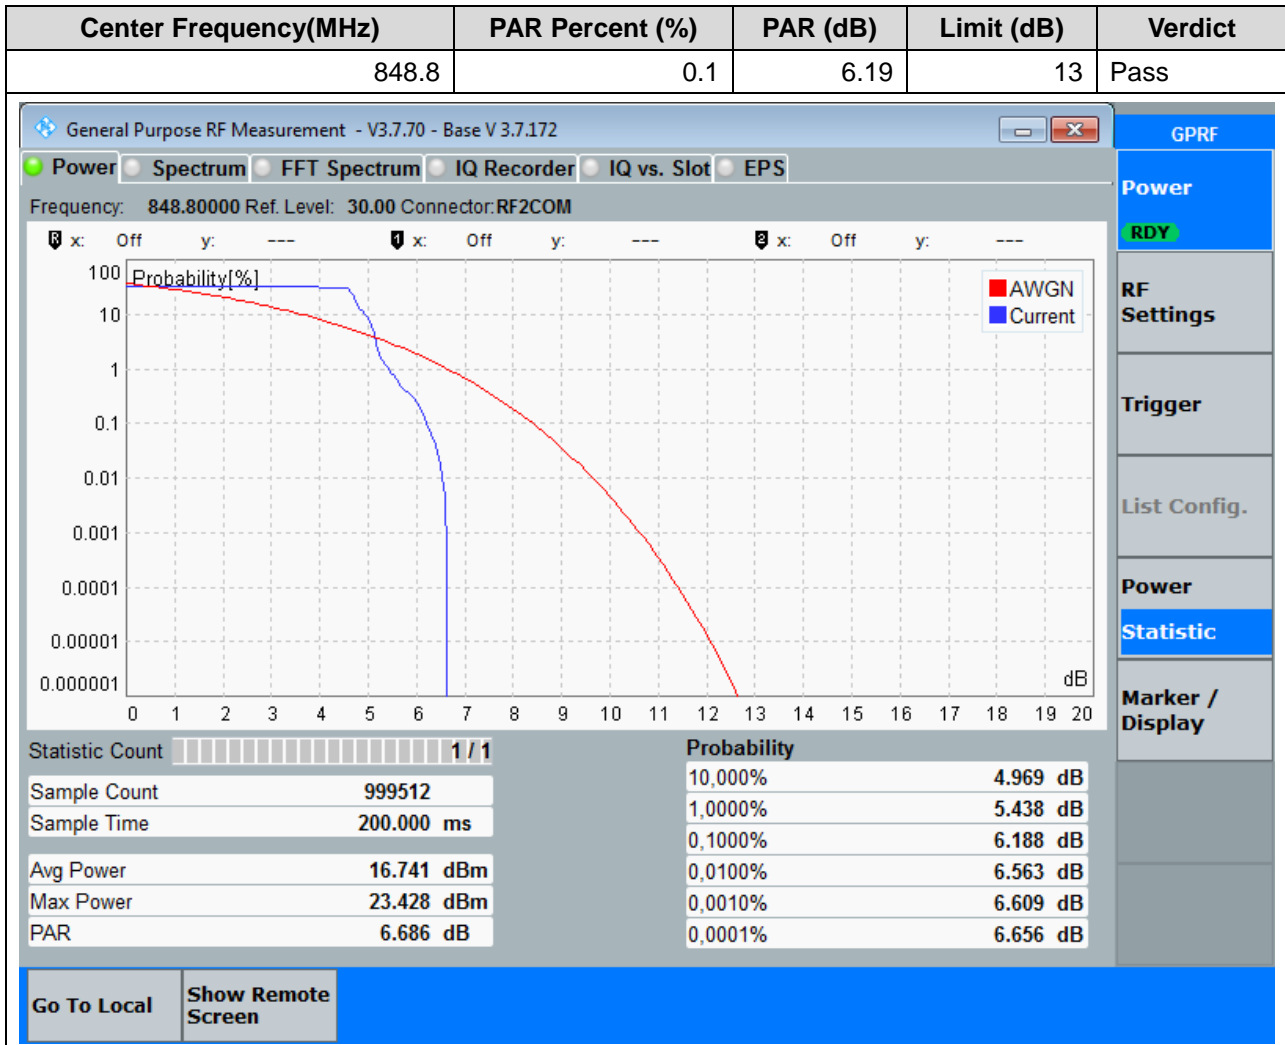 Center Frequency(MHz) PAR Percent (%) PAR (dB) Limit (dB) Verdict
848.8 0.1 6.19 13 Pass
General Purpose RF Measurement - V3.7.70 - Base V 3.7.172
GPRF
Power Spectrum FFT Spectrum IQ Recorder IQ vs. Slot EPS
Power
RDY
Frequency: 848.80000 Ref. Level: 30.00 Connector:RF2COM
R x: Off y: --- 1 x: Off y: --- 2 x: Off y: ---
Probability[%]
AWGN
Current
100
10
1
0.1
0.01
0.001
0.0001
0.00001
0.000001
dB
0 1 2 3 4 5 6 7 8 9 10 11 12 13 14 15 16 17 18 19 20
RF
Settings
Trigger
List Config.
Power
Statistic
Marker /
Display
Statistic Count 1 / 1
Sample Count 999512
Sample Time 200.000 ms
Avg Power 16.741 dBm
Max Power 23.428 dBm
PAR 6.686 dB
Probability
10,000% 4.969 dB
1,0000% 5.438 dB
0,1000% 6.188 dB
0,0100% 6.563 dB
0,0010% 6.609 dB
0,0001% 6.656 dB
Go To Local
Show Remote
Screen